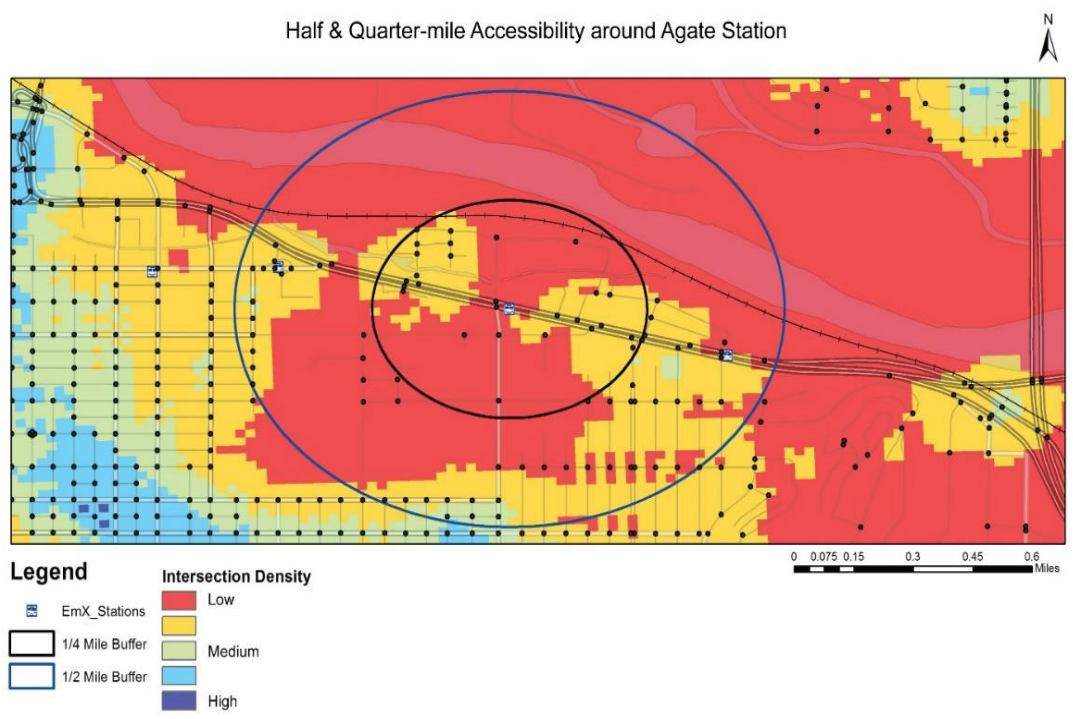 Half & Quarter-mile Accessibility around Agate Station
N
0 0.075 0.15 0.3 0.45 0.6
Miles
Legend
EmX_Stations
1/4 Mile Buffer
1/2 Mile Buffer
Intersection Density
Low
Medium
High